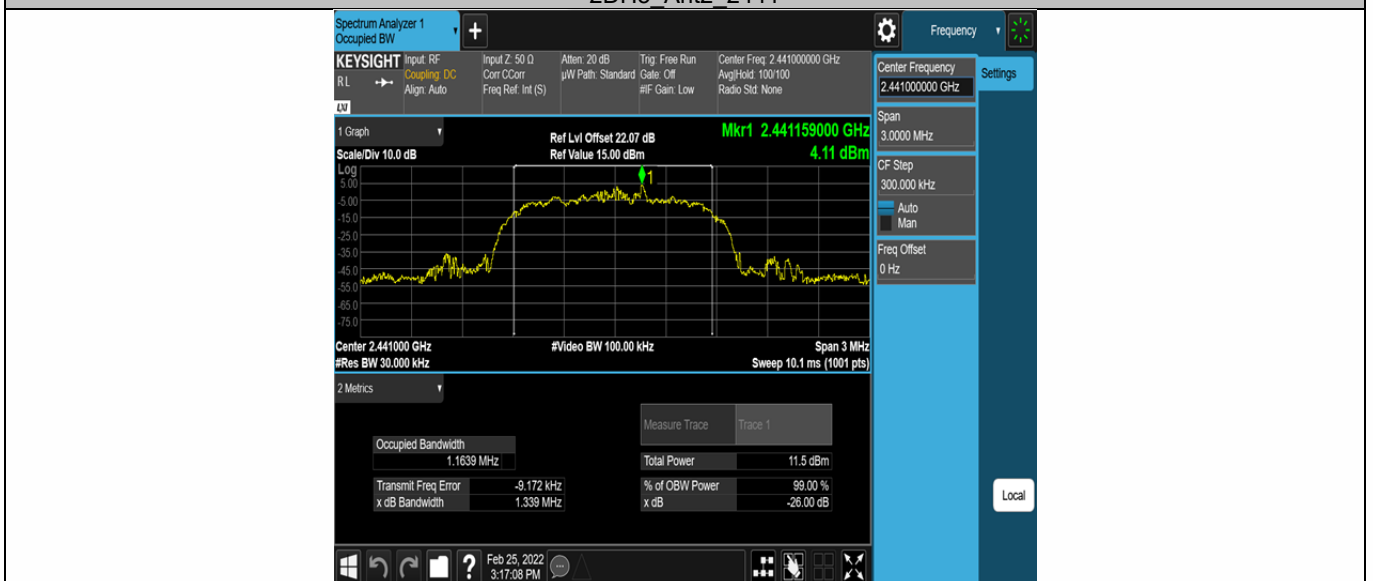 2DH5_Ant2_2441
Spectrum Analyzer 1
Occupied BW
+
Frequency
KEYSIGHT
RL
LXI
Input: RF
Coupling: DC
Align: Auto
Input Z: 50 Ω
Corr CCorr
Freq Ref: Int (S)
Atten: 20 dB
µW Path: Standard
Trig: Free Run
Gate: Off
#IF Gain: Low
Center Freq: 2.441000000 GHz
Avg|Hold: 100/100
Radio Std: None
Center Frequency
2.441000000 GHz
Settings
Span
3.0000 MHz
CF Step
300.000 kHz
Auto
Man
Freq Offset
0 Hz
Local
1 Graph
Scale/Div 10.0 dB
Ref Lvl Offset 22.07 dB
Ref Value 15.00 dBm
Mkr1 2.441159000 GHz
4.11 dBm
Log
1
5.00
-5.00
-15.0
-25.0
-35.0
-45.0
-55.0
-65.0
-75.0
Center 2.441000 GHz
#Res BW 30.000 kHz
#Video BW 100.00 kHz
Span 3 MHz
Sweep 10.1 ms (1001 pts)
2 Metrics
Measure Trace Trace 1
Occupied Bandwidth
1.1639 MHz
Total Power 11.5 dBm
Transmit Freq Error -9.172 kHz
% of OBW Power 99.00 %
x dB Bandwidth 1.339 MHz
x dB -26.00 dB
?
Feb 25, 2022
3:17:08 PM